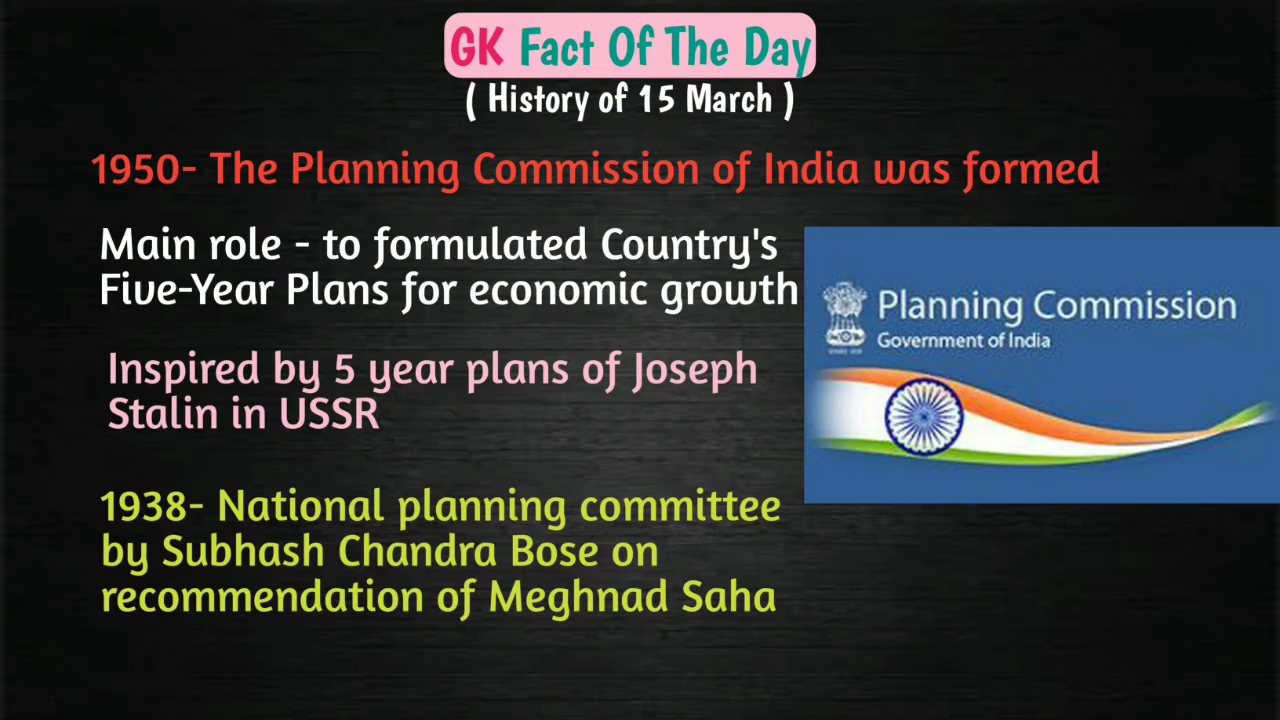 GK Fact Of The Day
( History of 15 March )
1950- The Planning Commission of India was formed
Main role - to formulated Country's
Five-Year Plans for economic growth
Planning Commission
Government of India
Inspired by 5 year plans of Joseph
Stalin in USSR
1938- National planning committee
by Subhash Chandra Bose on
recommendation of Meghnad Saha